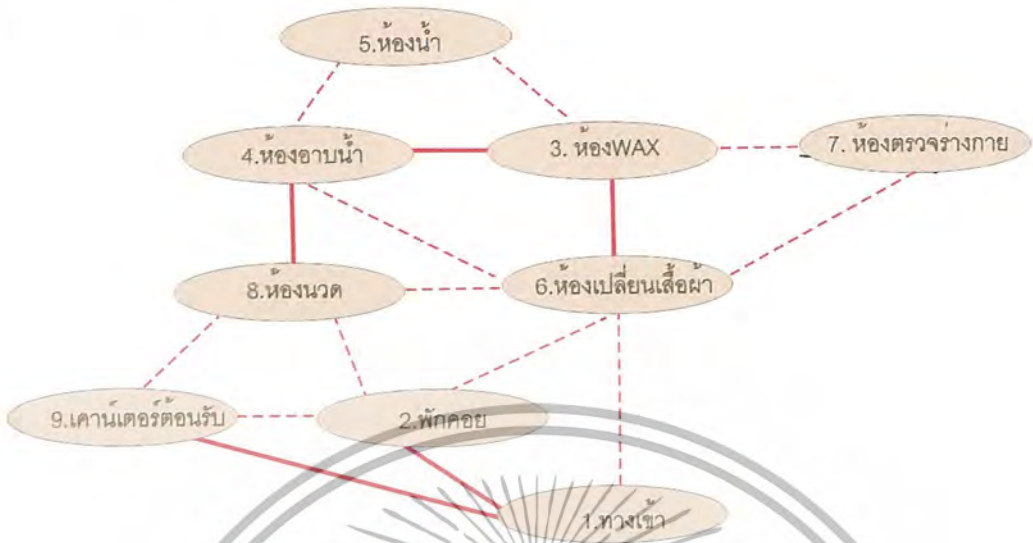 5.ห้องน้ำ
4.ห้องอาบน้ำ
3. ห้องWAX
7. ห้องตรวจร่างกาย
8.ห้องนวด
6.ห้องเปลี่ยนเสื้อผ้า
9.เคาน์เตอร์ต้อนรับ
2.พักคอย
1.ทางเข้า